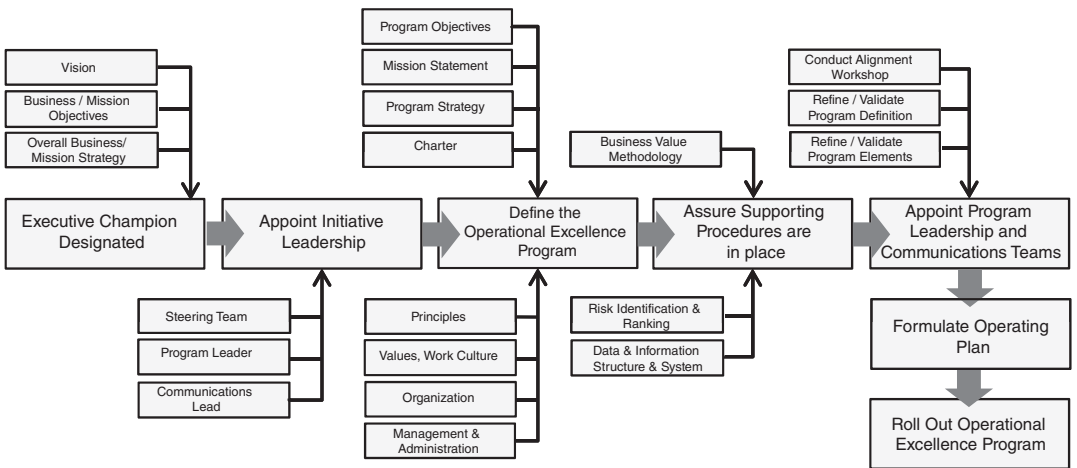 Program Objectives
Mission Statement
Program Strategy
Charter
Vision
Business / Mission
Objectives
Overall Business/
Mission Strategy
Business Value
Methodology
Conduct Alignment
Workshop
Refine / Validate
Program Definition
Refine / Validate
Program Elements
Executive Champion
Designated
Appoint Initiative
Leadership
Define the
Operational Excellence
Program
Assure Supporting
Procedures are
in place
Appoint Program
Leadership and
Communications Teams
Steering Team
Program Leader
Communications
Lead
Principles
Values, Work Culture
Organization
Management &
Administration
Risk Identification &
Ranking
Data & Information
Structure & System
Formulate Operating
Plan
Roll Out Operational
Excellence Program